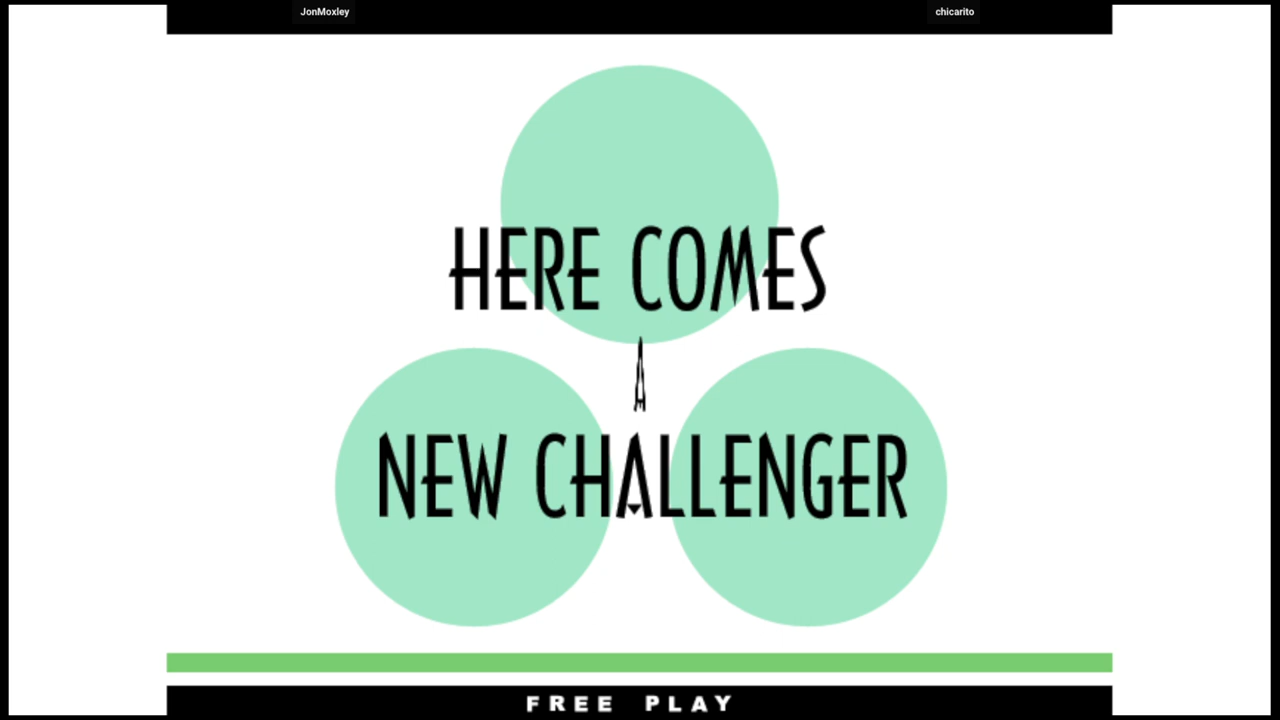 JonMoxley
chicarito
HERE COMES
A
NEW CHALLENGER
FREE PLAY